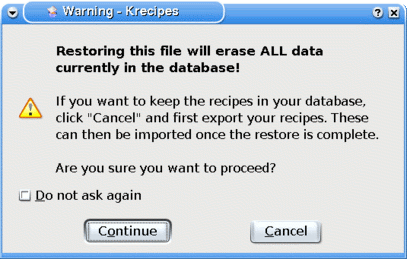 Warning - Krecipes
Restoring this file will erase ALL data
currently in the database!
If you want to keep the recipes in your database,
click "Cancel" and first export your recipes. These
can then be imported once the restore is complete.
Are you sure you want to proceed?
Do not ask again
Continue
Cancel